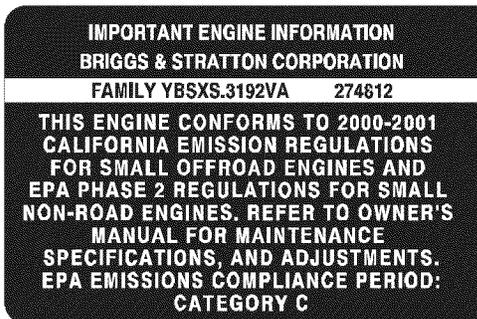 IMPORTANT ENGINE INFORMATION
BRIGGS & STRATTON CORPORATION
FAMILY YBSXS.3192VA 274812
THIS ENGINE CONFORMS TO 2000-2001
CALIFORNIA EMISSION REGULATIONS
FOR SMALL OFFROAD ENGINES AND
EPA PHASE 2 REGULATIONS FOR SMALL
NON-ROAD ENGINES. REFER TO OWNER'S
MANUAL FOR MAINTENANCE
SPECIFICATIONS, AND ADJUSTMENTS.
EPA EMISSIONS COMPLIANCE PERIOD:
CATEGORY C